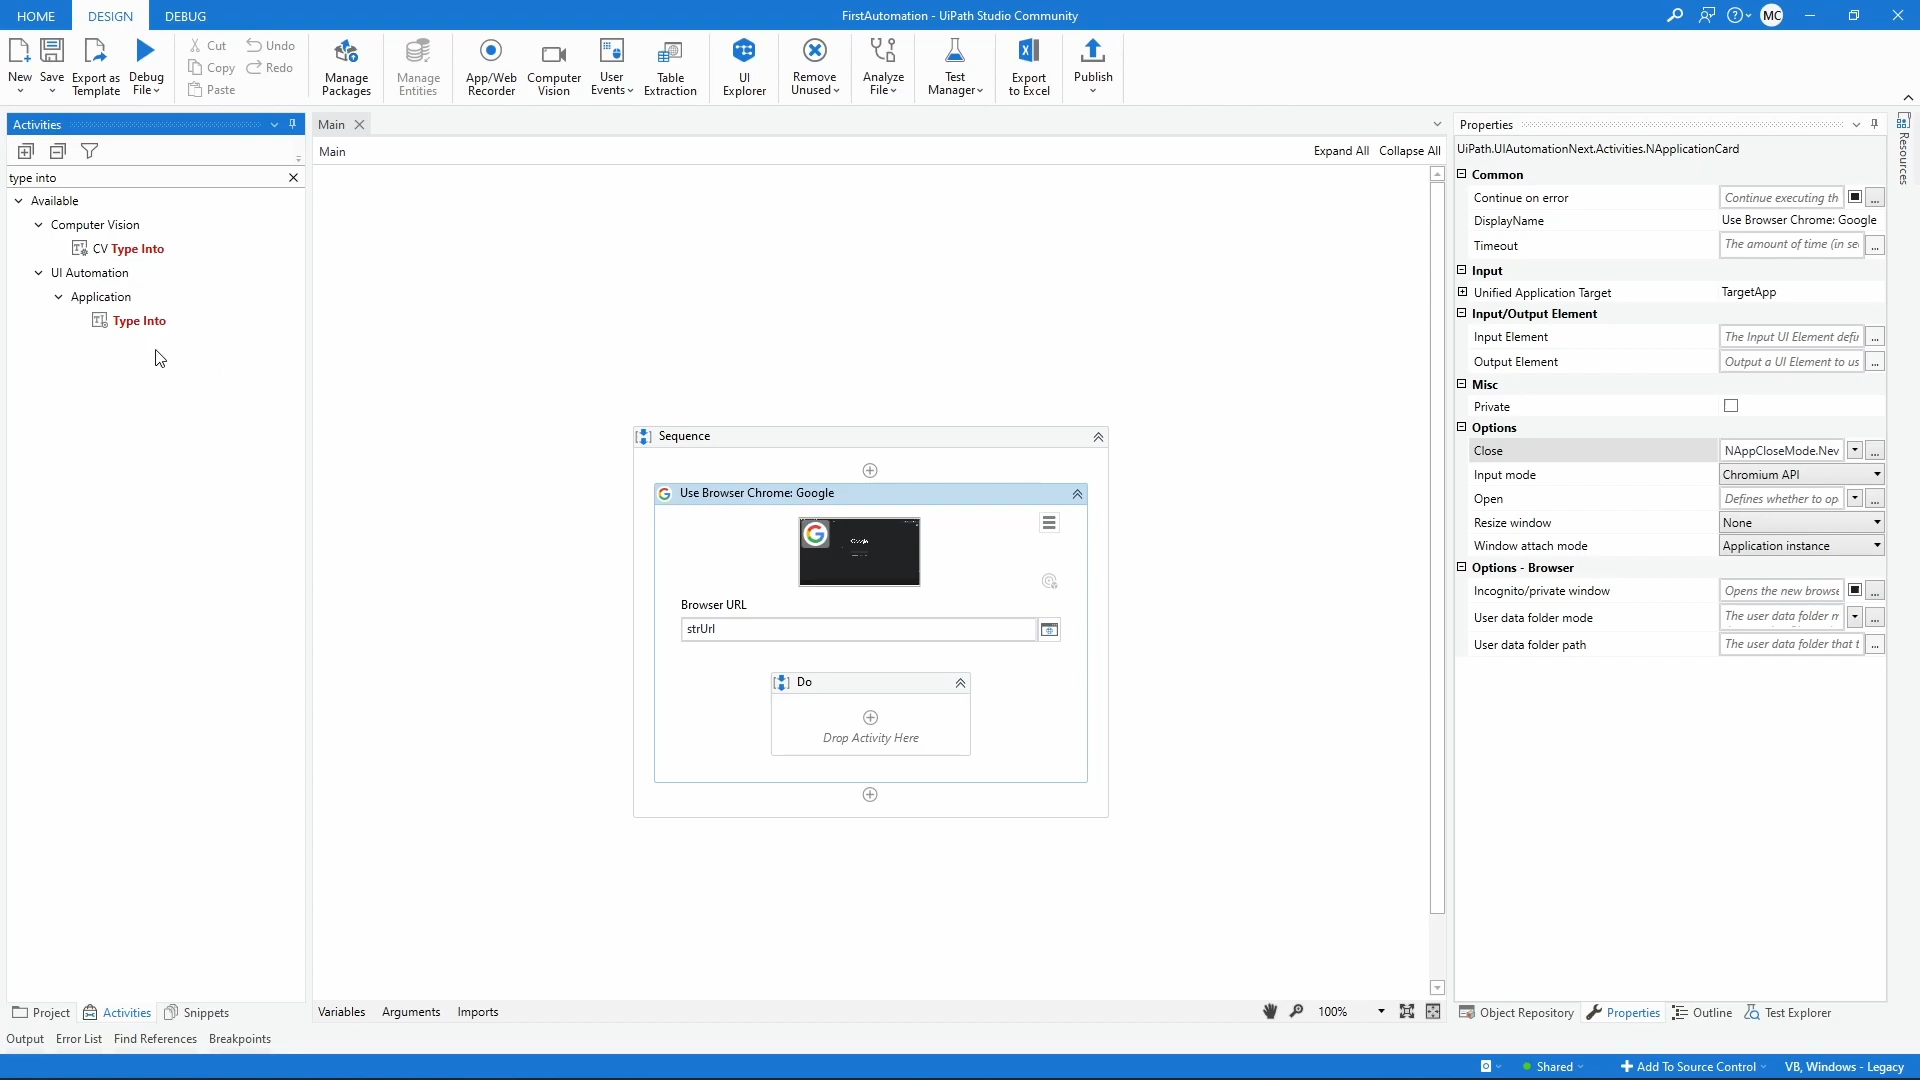 HOME DESIGN DEBUG FirstAutomation - UiPath Studio Community MC
New Save Export as Template Debug File
Cut Copy Paste Undo Redo
Manage Packages Manage Entities App/Web Recorder Computer Vision User Events Table Extraction UI Explorer Remove Unused Analyze File Test Manager Export to Excel Publish
Activities
type into
Available
Computer Vision
CV Type Into
UI Automation
Application
Type Into
Main
Main Expand All Collapse All
Sequence
Use Browser Chrome: Google
Google
Browser URL
strUrl
Do
Drop Activity Here
Properties
Resources
UiPath.UIAutomationNext.Activities.NApplicationCard
Common
Continue on error Continue executing th ...
DisplayName Use Browser Chrome: Google
Timeout The amount of time (in se ...
Input
Unified Application Target TargetApp
Input/Output Element
Input Element The Input UI Element defi ...
Output Element Output a UI Element to us ...
Misc
Private
Options
Close NAppCloseMode.Nev ...
Input mode Chromium API
Open Defines whether to op ...
Resize window None
Window attach mode Application instance
Options - Browser
Incognito/private window Opens the new browse ...
User data folder mode The user data folder m ...
User data folder path The user data folder that t ...
Project Activities Snippets
Variables Arguments Imports 100%
Object Repository Properties Outline Test Explorer
Output Error List Find References Breakpoints
Shared Add To Source Control VB, Windows - Legacy